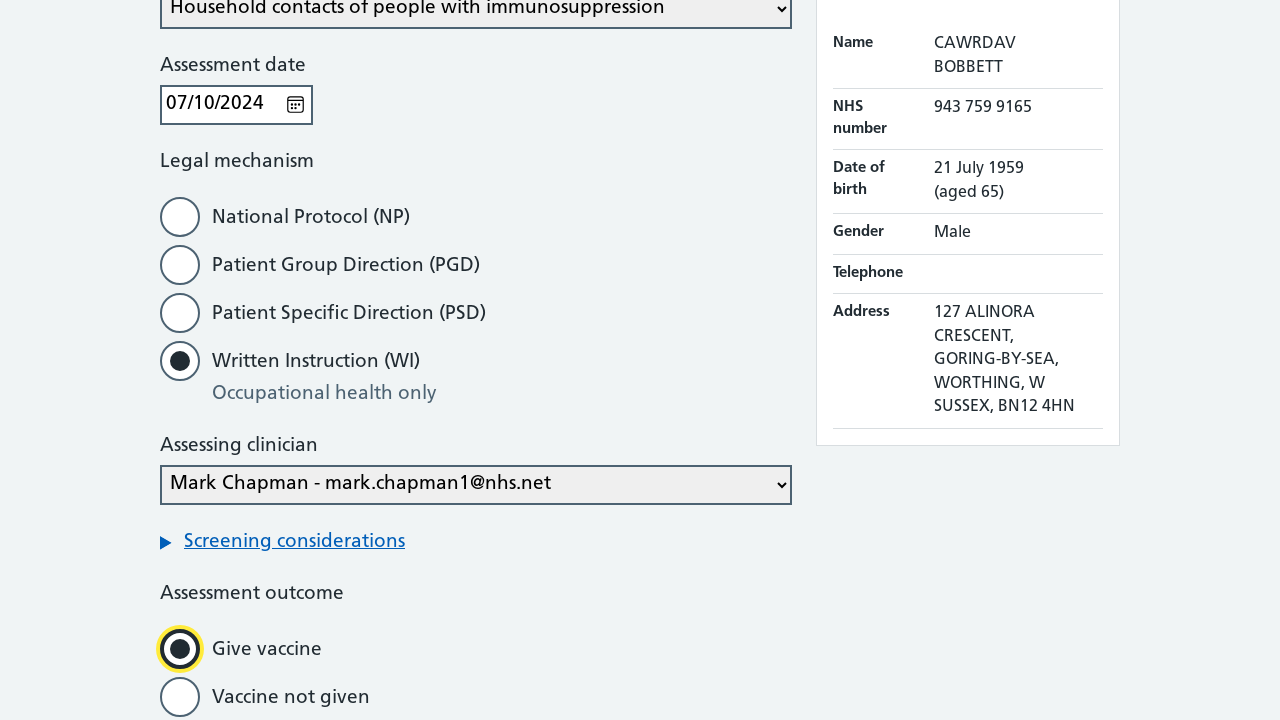 Household contacts of people with immunosuppression
Assessment date
07/10/2024
Legal mechanism
National Protocol (NP)
Patient Group Direction (PGD)
Patient Specific Direction (PSD)
Written Instruction (WI)
Occupational health only
Assessing clinician
Mark Chapman - mark.chapman1@nhs.net
Screening considerations
Assessment outcome
Give vaccine
Vaccine not given
Name CAWRDAV
BOBBETT
NHS 943 759 9165
number
Date of 21 July 1959
birth (aged 65)
Gender Male
Telephone
Address 127 ALINORA
CRESCENT,
GORING-BY-SEA,
WORTHING, W
SUSSEX, BN12 4HN